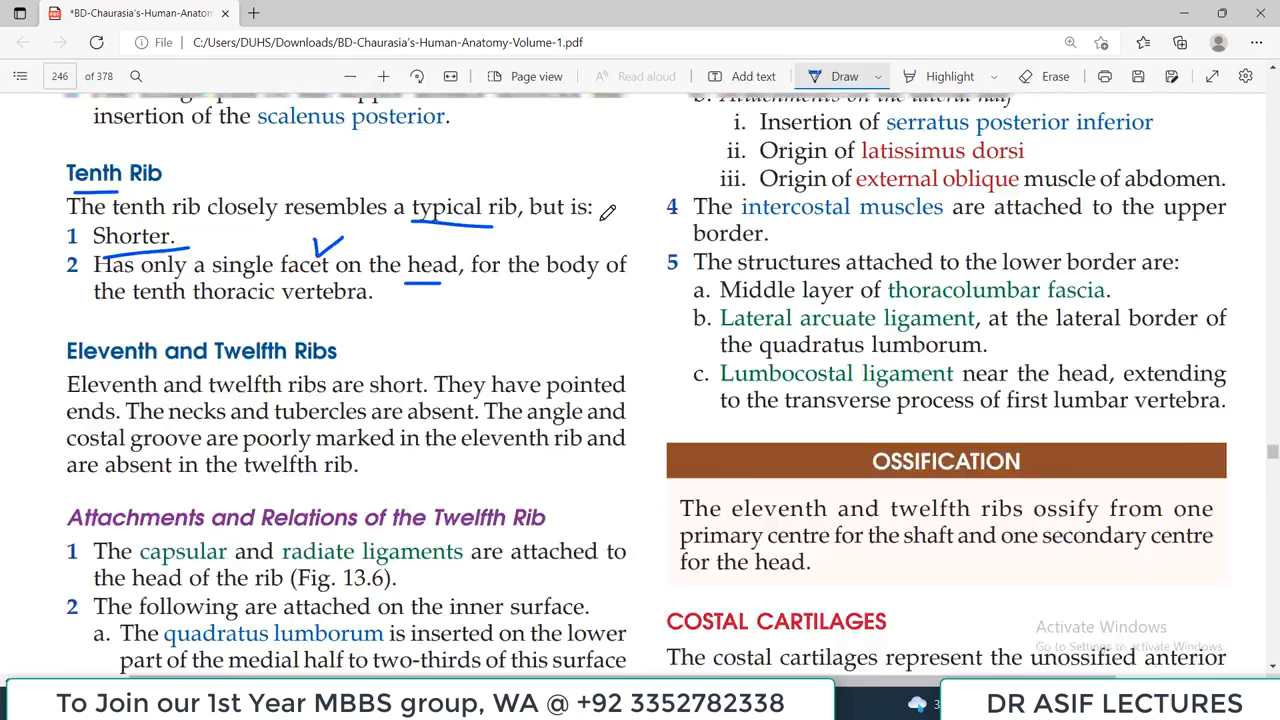 *BD-Chaurasia's-Human-Anatom
File
C:/Users/DUHS/Downloads/BD-Chaurasia's-Human-Anatomy-Volume-1.pdf
246 of 378
Page view
Read aloud
Add text
Draw
Highlight
Erase
insertion of the scalenus posterior.
Tenth Rib
The tenth rib closely resembles a typical rib, but is:
1 Shorter.
2 Has only a single facet on the head, for the body of
the tenth thoracic vertebra.
Eleventh and Twelfth Ribs
Eleventh and twelfth ribs are short. They have pointed
ends. The necks and tubercles are absent. The angle and
costal groove are poorly marked in the eleventh rib and
are absent in the twelfth rib.
Attachments and Relations of the Twelfth Rib
1 The capsular and radiate ligaments are attached to
the head of the rib (Fig. 13.6).
2 The following are attached on the inner surface.
a. The quadratus lumborum is inserted on the lower
part of the medial half to two-thirds of this surface
b. Attachments on the lateral half
i. Insertion of serratus posterior inferior
ii. Origin of latissimus dorsi
iii. Origin of external oblique muscle of abdomen.
4 The intercostal muscles are attached to the upper
border.
5 The structures attached to the lower border are:
a. Middle layer of thoracolumbar fascia.
b. Lateral arcuate ligament, at the lateral border of
the quadratus lumborum.
c. Lumbocostal ligament near the head, extending
to the transverse process of first lumbar vertebra.
OSSIFICATION
The eleventh and twelfth ribs ossify from one
primary centre for the shaft and one secondary centre
for the head.
COSTAL CARTILAGES
The costal cartilages represent the unossified anterior
Activate Windows
Go to Settings to activate Windows.
To Join our 1st Year MBBS group, WA @ +92 3352782338
DR ASIF LECTURES